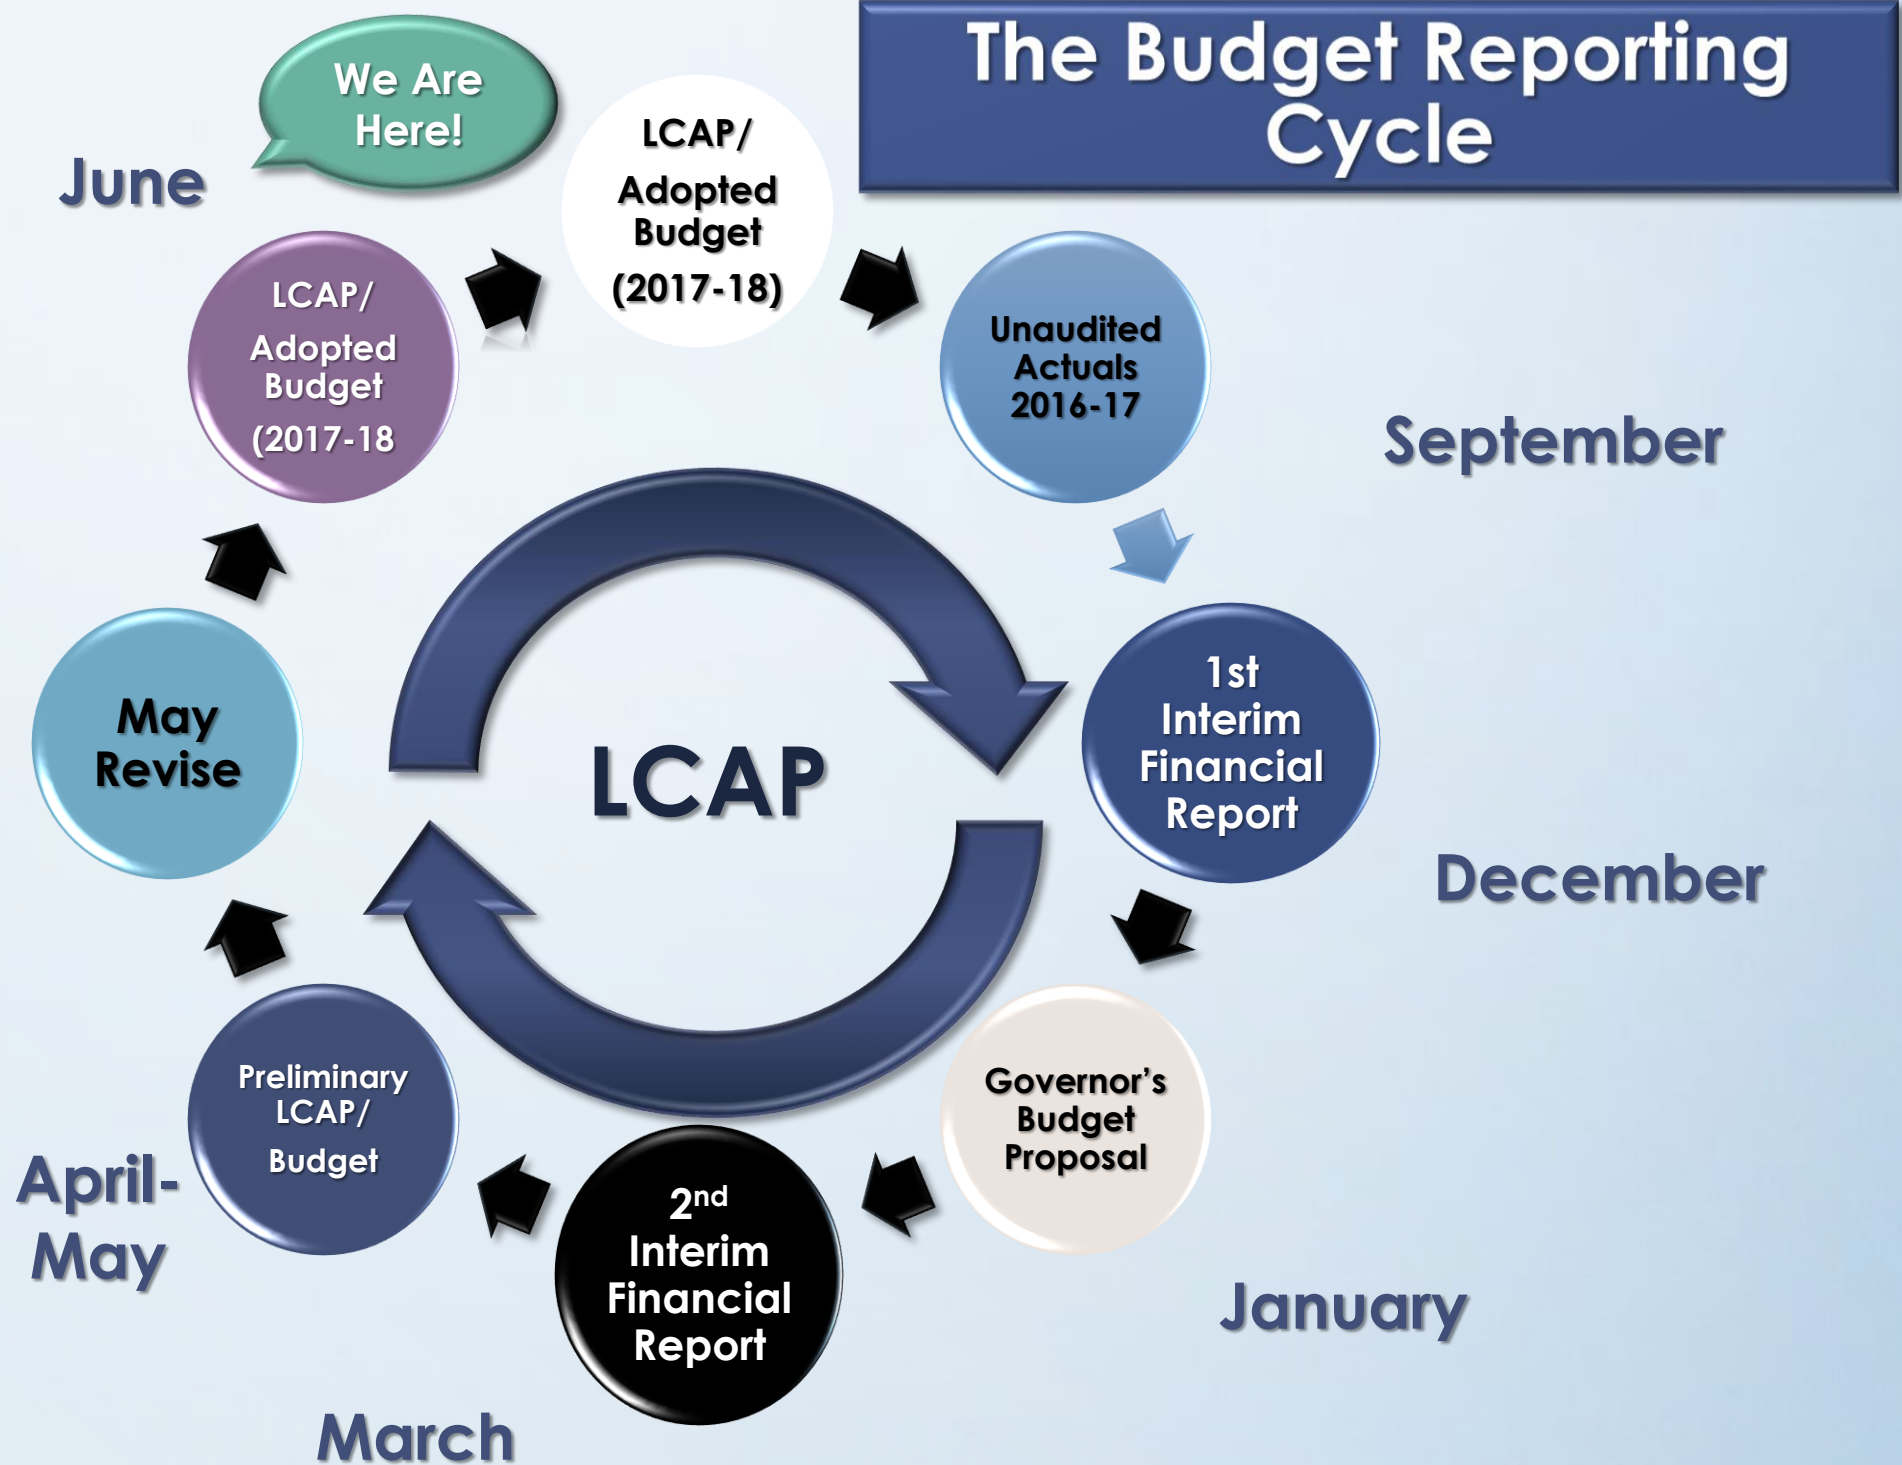 The Budget Reporting
Cycle
We Are
Here!
June
LCAP/
Adopted
Budget
(2017-18)
Unaudited
Actuals
2016-17
September
1st
Interim
Financial
Report
December
Governor's
Budget
Proposal
January
2nd
Interim
Financial
Report
March
Preliminary
LCAP/
Budget
April-
May
May
Revise
LCAP/
Adopted
Budget
(2017-18
LCAP